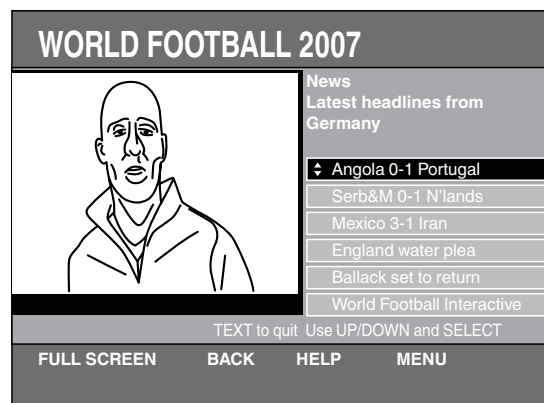 WORLD FOOTBALL 2007
News
Latest headlines from
Germany
Angola 0-1 Portugal
Serb&M 0-1 N'lands
Mexico 3-1 Iran
England water plea
Ballack set to return
World Football Interactive
TEXT to quit Use UP/DOWN and SELECT
FULL SCREEN BACK HELP MENU